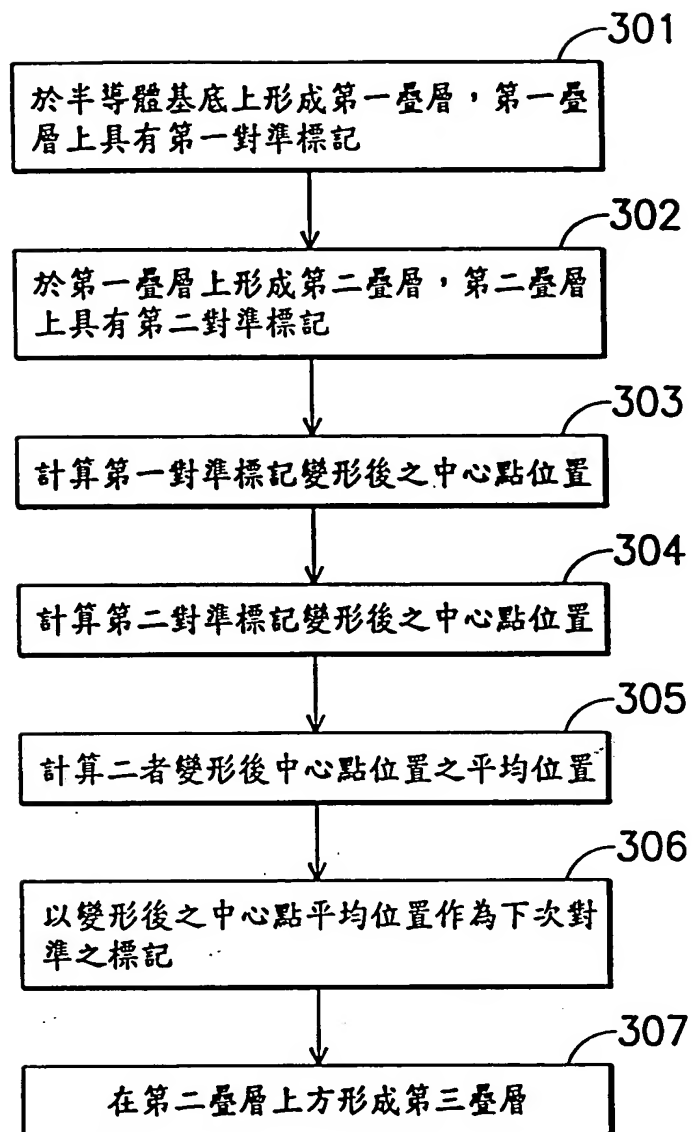 301
於半導體基底上形成第一疊層，第一疊
層上具有第一對準標記
302
於第一疊層上形成第二疊層，第二疊層
上具有第二對準標記
303
計算第一對準標記變形後之中心點位置
304
計算第二對準標記變形後之中心點位置
305
計算二者變形後中心點位置之平均位置
306
以變形後之中心點平均位置作為下次對
準之標記
307
在第二疊層上方形成第三疊層